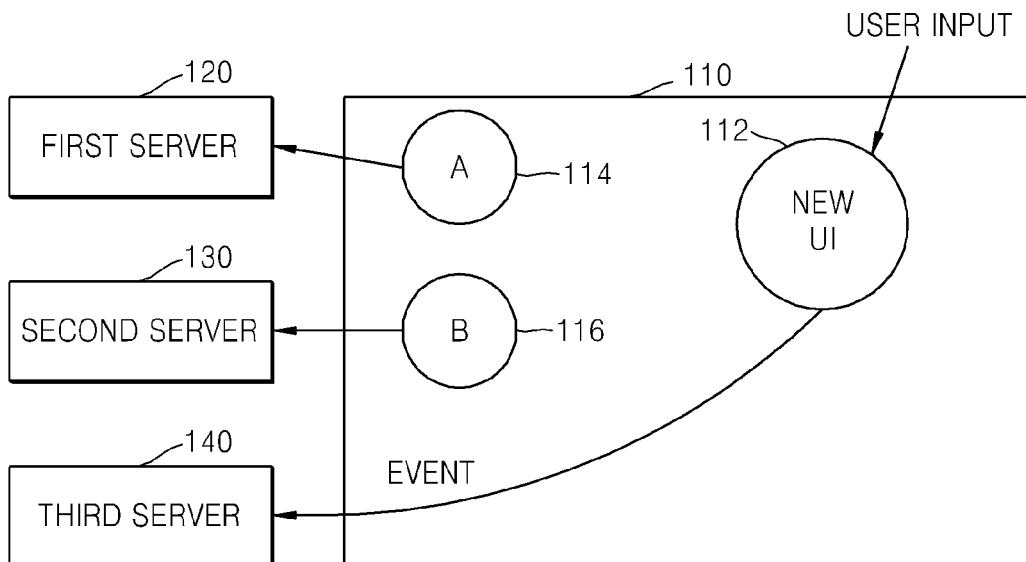 USER INPUT
120
110
FIRST SERVER
A
114
112
NEW
UI
130
SECOND SERVER
B
116
140
EVENT
THIRD SERVER